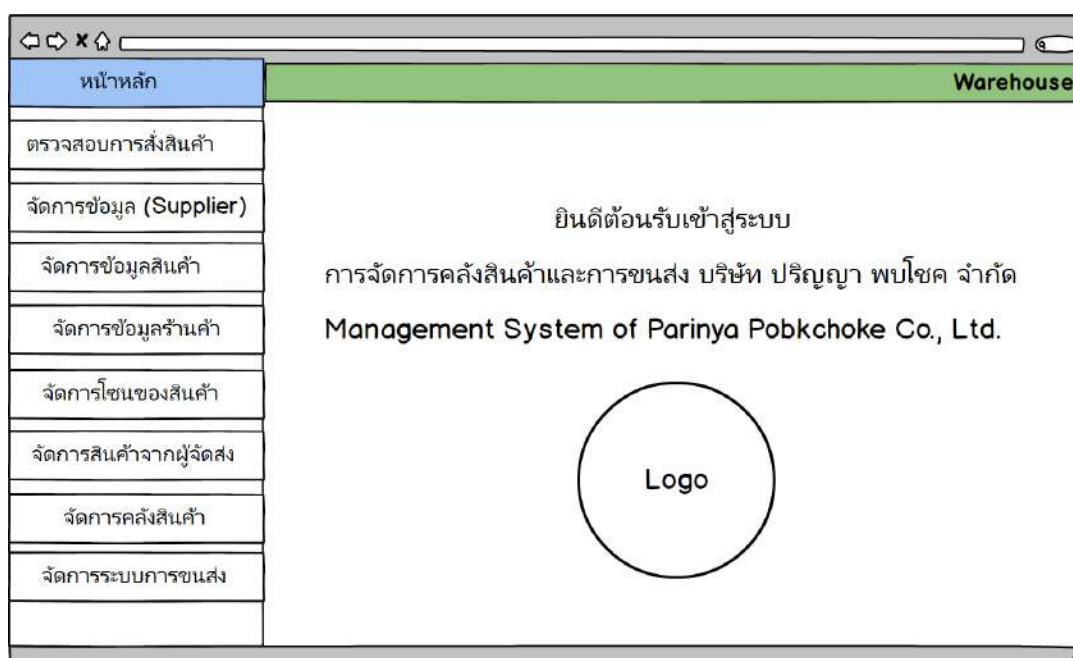 หน้าหลัก
Warehouse
ตรวจสอบการสั่งสินค้า
จัดการข้อมูล (Supplier)
จัดการข้อมูลสินค้า
จัดการข้อมูลร้านค้า
จัดการโซนของสินค้า
จัดการสินค้าจากผู้จัดส่ง
จัดการคลังสินค้า
จัดการระบบการขนส่ง
ยินดีต้อนรับเข้าสู่ระบบ
การจัดการคลังสินค้าและการขนส่ง บริษัท ปริญญา พบโชค จำกัด
Management System of Parinya Pobkchoke Co., Ltd.
Logo